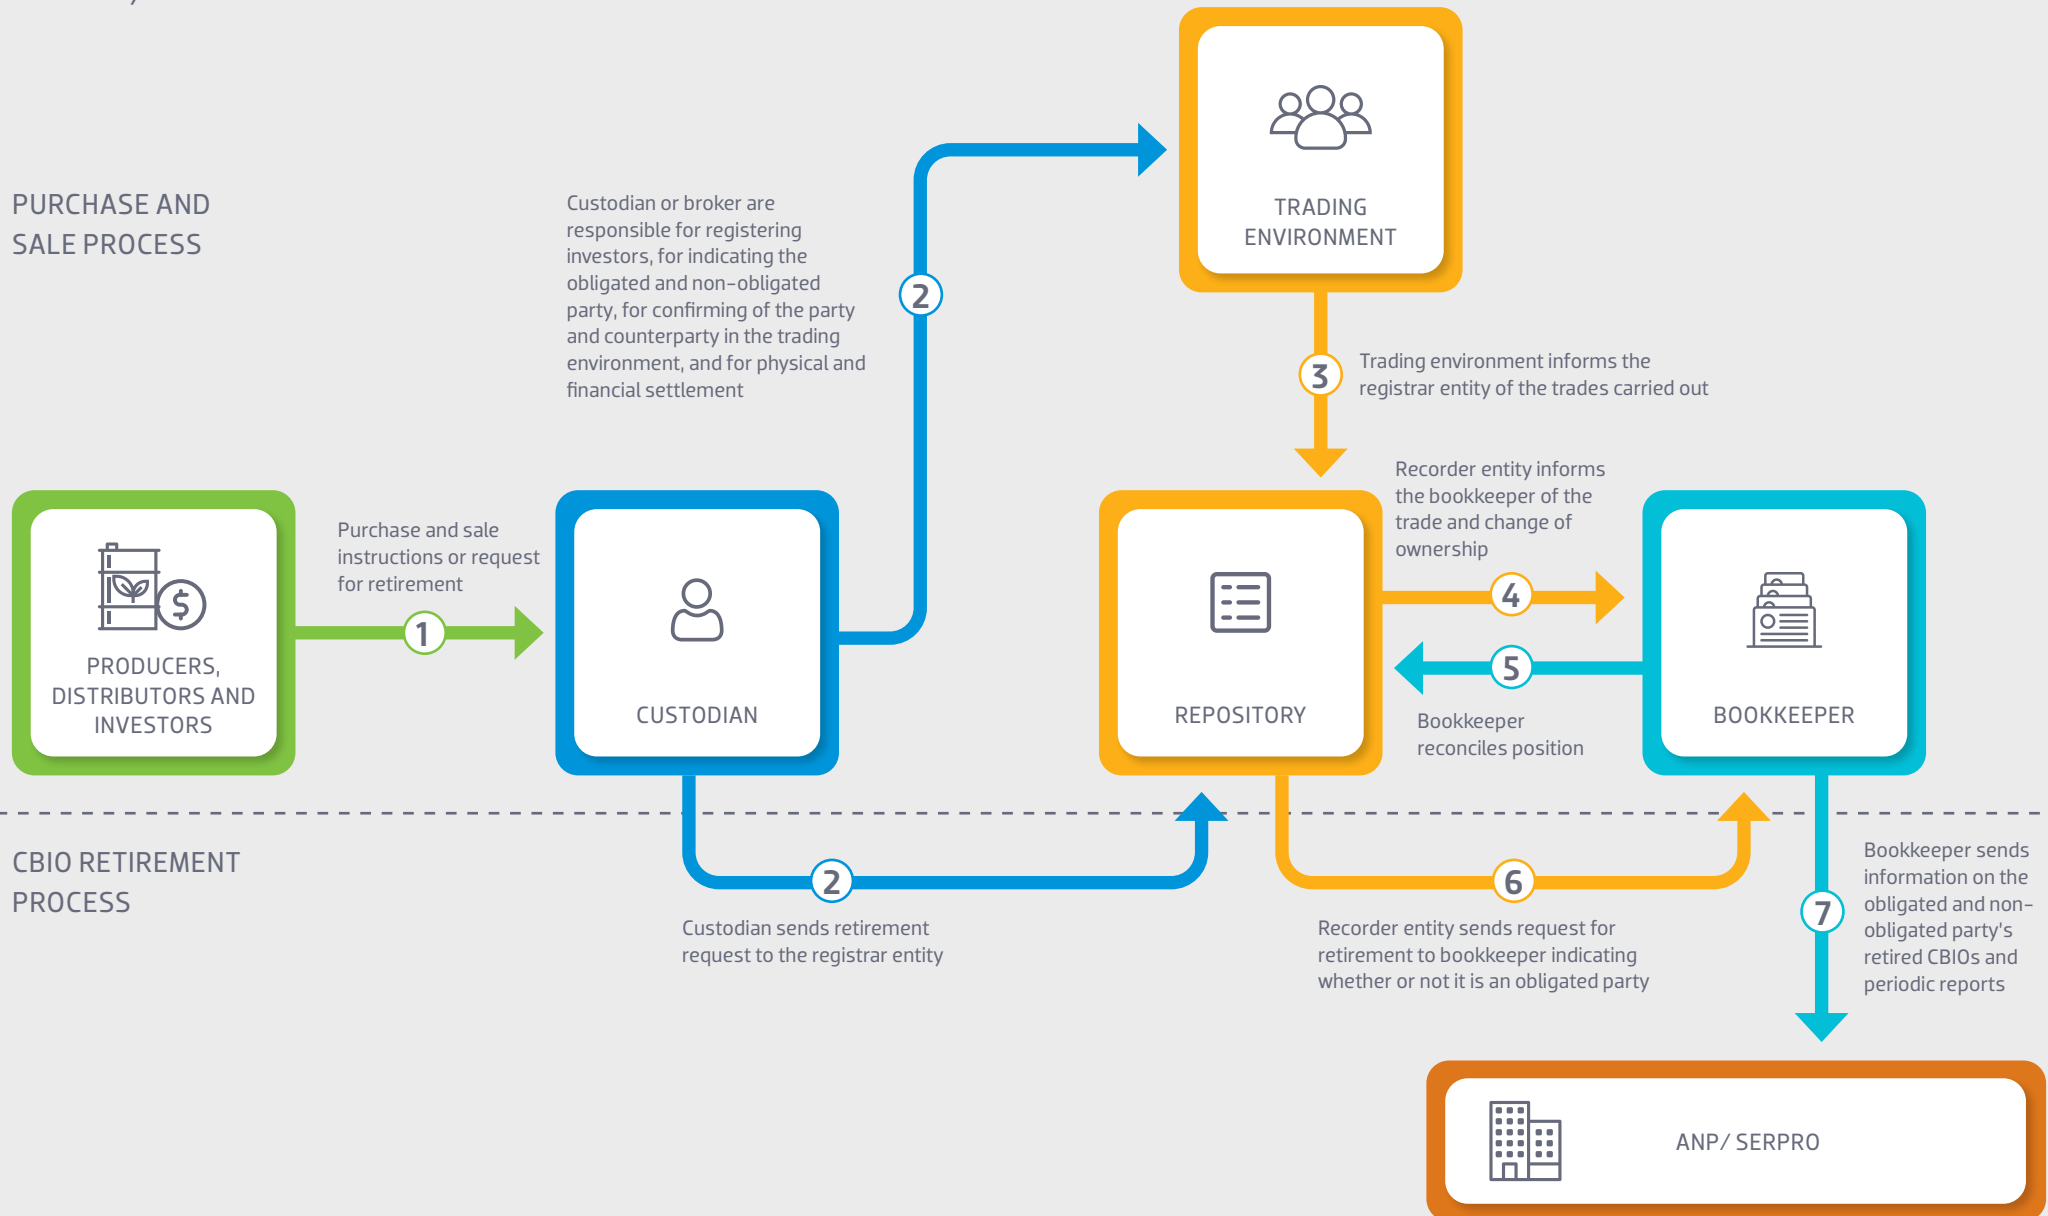 PURCHASE AND
SALE PROCESS
Custodian or broker are
responsible for registering
investors, for indicating the
obligated and non-obligated
party, for confirming of the party
and counterparty in the trading
environment, and for physical and
financial settlement
2
TRADING
ENVIRONMENT
3
Trading environment informs the
registrar entity of the trades carried out
PRODUCERS,
DISTRIBUTORS AND
INVESTORS
Purchase and sale
instructions or request
for retirement
1
CUSTODIAN
REPOSITORY
Recorder entity informs
the bookkeeper of the
trade and change of
ownership
4
5
Bookkeeper
reconciles position
BOOKKEEPER
CBIO RETIREMENT
PROCESS
2
Custodian sends retirement
request to the registrar entity
6
Recorder entity sends request for
retirement to bookkeeper indicating
whether or not it is an obligated party
7
Bookkeeper sends
information on the
obligated and non-
obligated party's
retired CBIOs and
periodic reports
ANP/ SERPRO